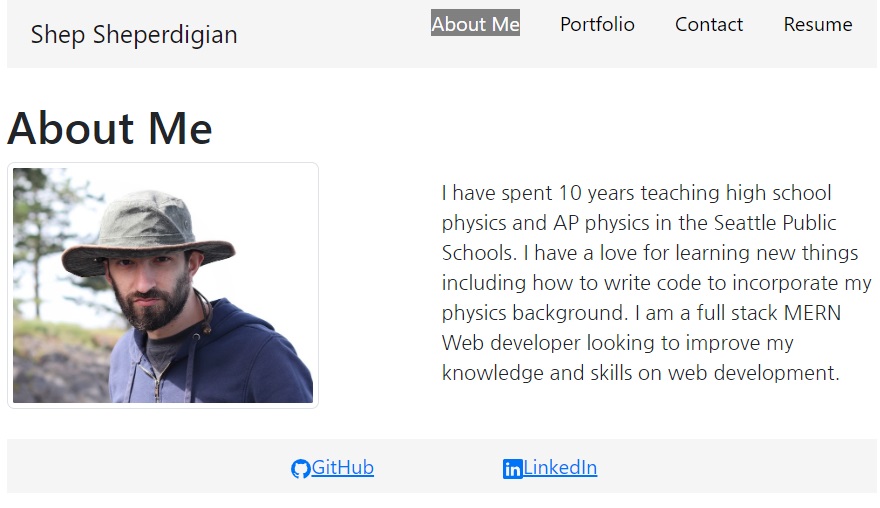 Shep Sheperdigian
About Me
Portfolio
Contact
Resume
About Me
I have spent 10 years teaching high school
physics and AP physics in the Seattle Public
Schools. I have a love for learning new things
including how to write code to incorporate my
physics background. I am a full stack MERN
Web developer looking to improve my
knowledge and skills on web development.
GitHub
LinkedIn